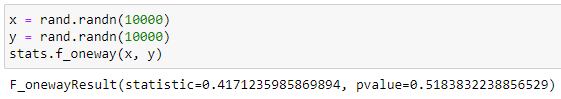 x = rand.randn(10000)
y = rand.randn(10000)
stats.f_oneway(x, y)
F_onewayResult(statistic=0.4171235985869894, pvalue=0.5183832238856529)